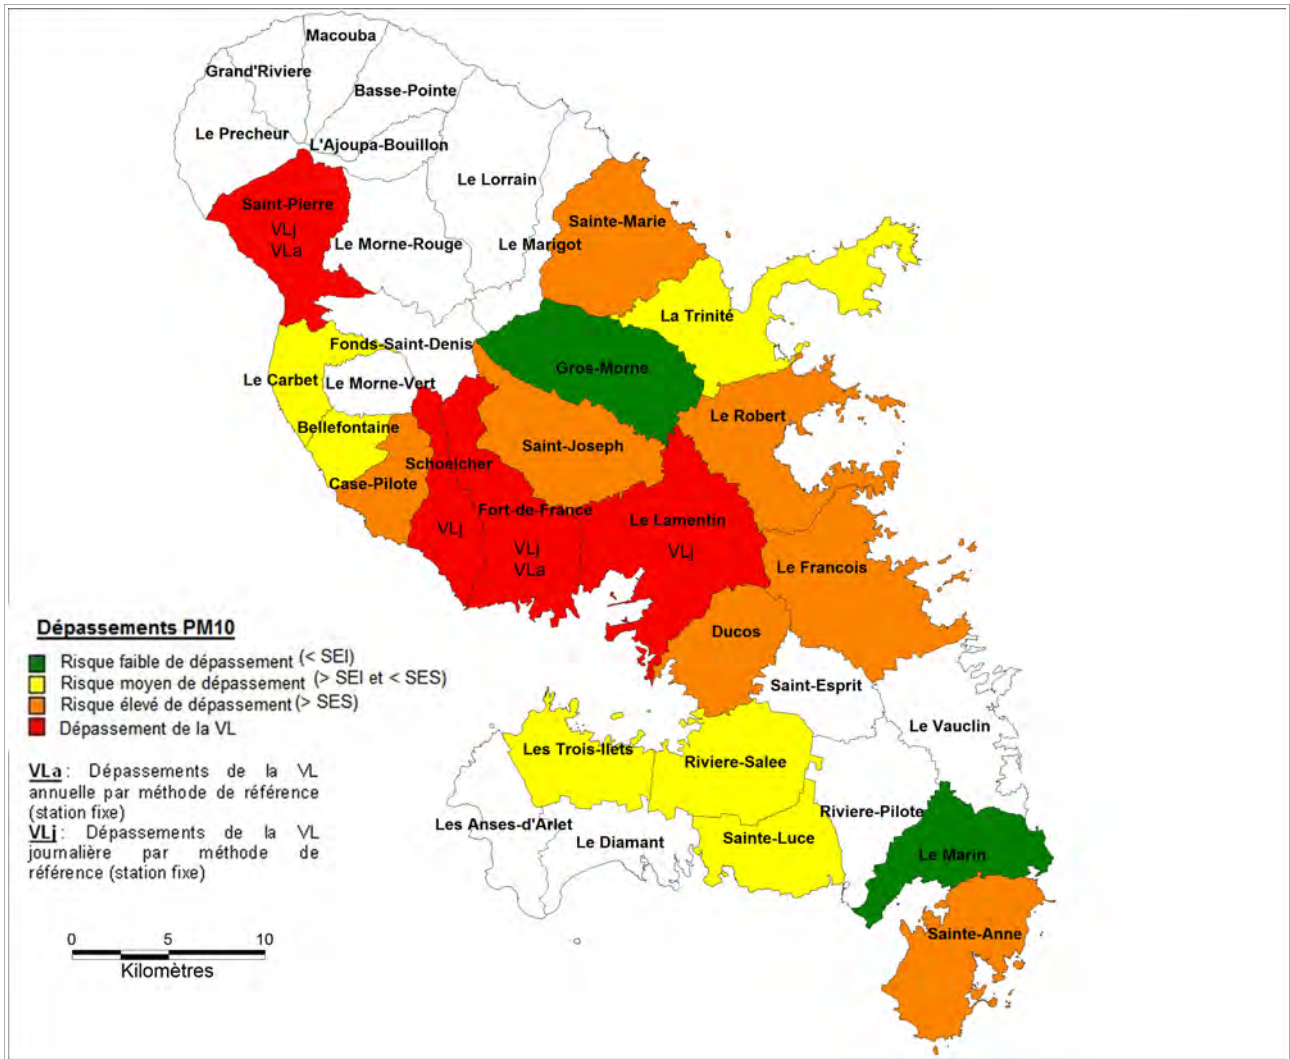 Macouba
Grand'Riviere
Basse-Pointe
Le Precheur
L'Ajoupa-Bouillon
Le Lorrain
Saint-Pierre
Sainte-Marie
VLj
Le Morne-Rouge
Le Marigot
VLa
La Trinité
Fonds-Saint-Denis
Gros-Morne
Le Carbet
Le Morne-Vert
Le Robert
Bellefontaine
Saint-Joseph
Schoelcher
Case-Pilote
Fort-de-France
Le Lamentin
VLj
VLj
VLj
VLa
Le Francois
Ducos
Saint-Esprit
Le Vauclin
Les Trois-Ilets
Riviere-Salee
Riviere-Pilote
Les Anses-d'Arlet
Le Diamant
Sainte-Luce
Le Marin
Sainte-Anne
Dépassements PM10
Risque faible de dépassement (< SEI)
Risque moyen de dépassement (> SEI et < SES)
Risque élevé de dépassement (> SES)
Dépassement de la VL
VLa : Dépassements de la VL
annuelle par méthode de référence
(station fixe)
VLj : Dépassements de la VL
journalière par méthode de
référence (station fixe)
0 5 10
Kilomètres